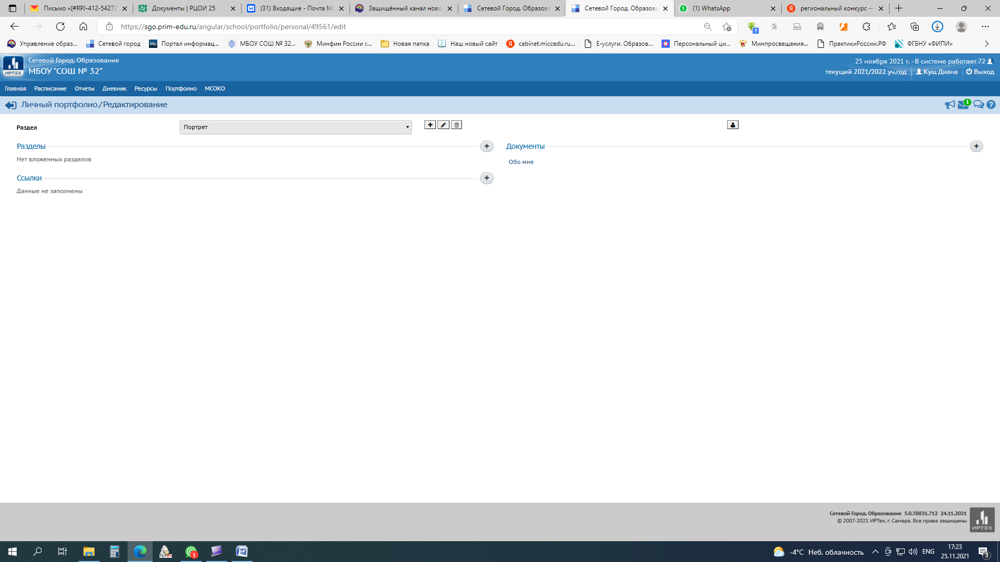 Письмо «[#RPJ-412-54272
Документы | РЦОИ 25
(31) Входящие - Почта Ma
Защищённый канал ново
Сетевой Город. Образова
Сетевой Город. Образова
(1) WhatsApp
региональный конкурс —
https://sgo.prim-edu.ru/angular/school/portfolio/personal/49561/edit
Управление образ...
Сетевой город
Mo Портал информац...
МБОУ СОШ № 32...
Минфин России ::...
Новая папка
Наш новый сайт
cabinet.miccedu.ru...
Е-услуги. Образов...
Персональный ци...
Минпросвещения...
ПрактикиРоссии.РФ
ФГБНУ «ФИПИ»
ИРТЕХ
Сетевой Город. Образование
МБОУ "СОШ № 32"
25 ноября 2021 г. - В системе работает 72
текущий 2021/2022 уч.год
Кущ Диана
Выход
Главная Расписание Отчеты Дневник Ресурсы Портфолио МСОКО
Личный портфолио/Редактирование
1
Раздел
Портрет
Разделы
Нет вложенных разделов
Ссылки
Данные не заполнены
Документы
Обо мне
Сетевой Город. Образование 5.0.58831.712 24.11.2021
© 2007-2021 ИРТех, г. Самара. Все права защищены
ИРТЕХ
PDF24
1
-4°C Неб. облачность
ENG
17:23
25.11.2021
3